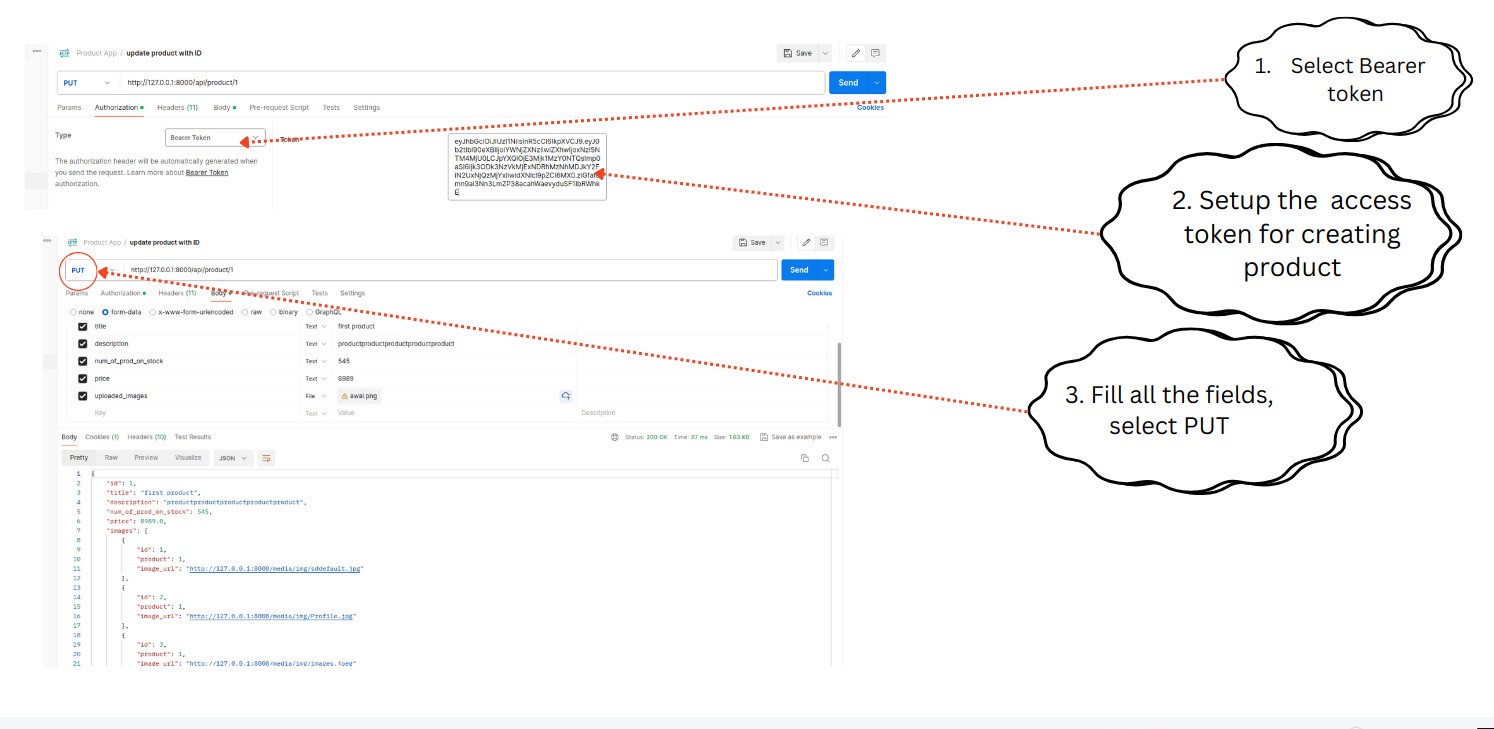 Product App / update product with ID
Save
PUT
http://127.0.0.1:8000/api/product/1
Send
Params Authorization Headers (11) Body Pre-request Script Tests Settings
Cookies
Type
Bearer Token
Token
The authorization header will be automatically generated when
you send the request. Learn more about Bearer Token
authorization.
1. Select Bearer
token
2. Setup the access
token for creating
product
Product App / update product with ID
Save
PUT
http://127.0.0.1:8000/api/product/1
Send
Params Authorization Headers (11) Body Pre-request Script Tests Settings
Cookies
none form-data x-www-form-urlencoded raw binary GraphQL
title Text first product
description Text productproductproductproductproduct
num_of_prod_on_stock Text 545
price Text 8989
uploaded_images File awal.png
Key Text Value Description
3. Fill all the fields,
select PUT
Body Cookies (1) Headers (10) Test Results
Status: 200 OK Time: 87 ms Size: 1.63 KB Save as example
Pretty Raw Preview Visualize JSON
1 {
2 "id": 1,
3 "title": "first product",
4 "description": "productproductproductproductproduct",
5 "num_of_prod_on_stock": 545,
6 "price": 8989.0,
7 "images": [
8 {
9 "id": 1,
10 "product": 1,
11 "image_url": "http://127.0.0.1:8000/media/img/sddefault.jpg"
12 },
13 {
14 "id": 2,
15 "product": 1,
16 "image_url": "http://127.0.0.1:8000/media/img/Profile.jpg"
17 },
18 {
19 "id": 3,
20 "product": 1,
21 "image_url": "http://127.0.0.1:8000/media/img/images.jpeg"